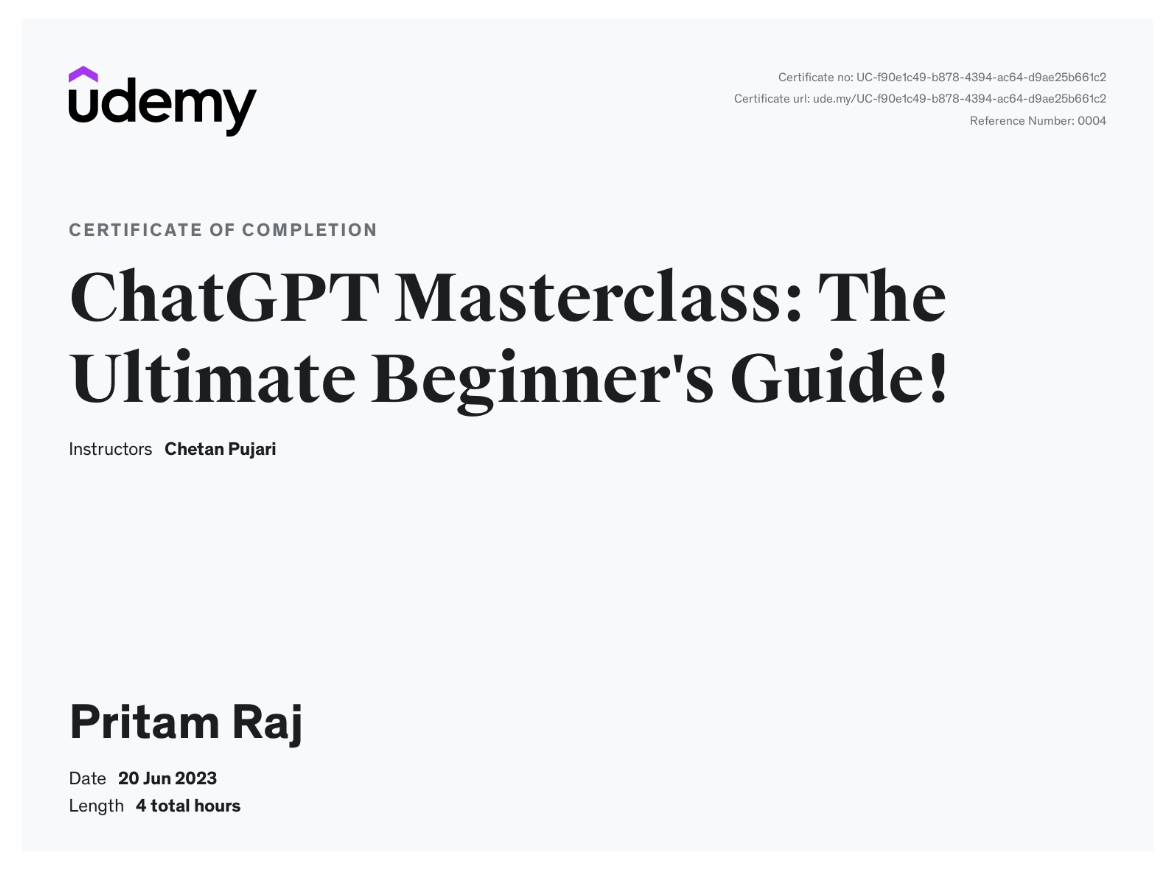 udemy
Certificate no: UC-f90e1c49-b878-4394-ac64-d9ae25b661c2
Certificate url: ude.my/UC-f90e1c49-b878-4394-ac64-d9ae25b661c2
Reference Number: 0004
CERTIFICATE OF COMPLETION
ChatGPT Masterclass: The
Ultimate Beginner's Guide!
Instructors Chetan Pujari
Pritam Raj
Date 20 Jun 2023
Length 4 total hours